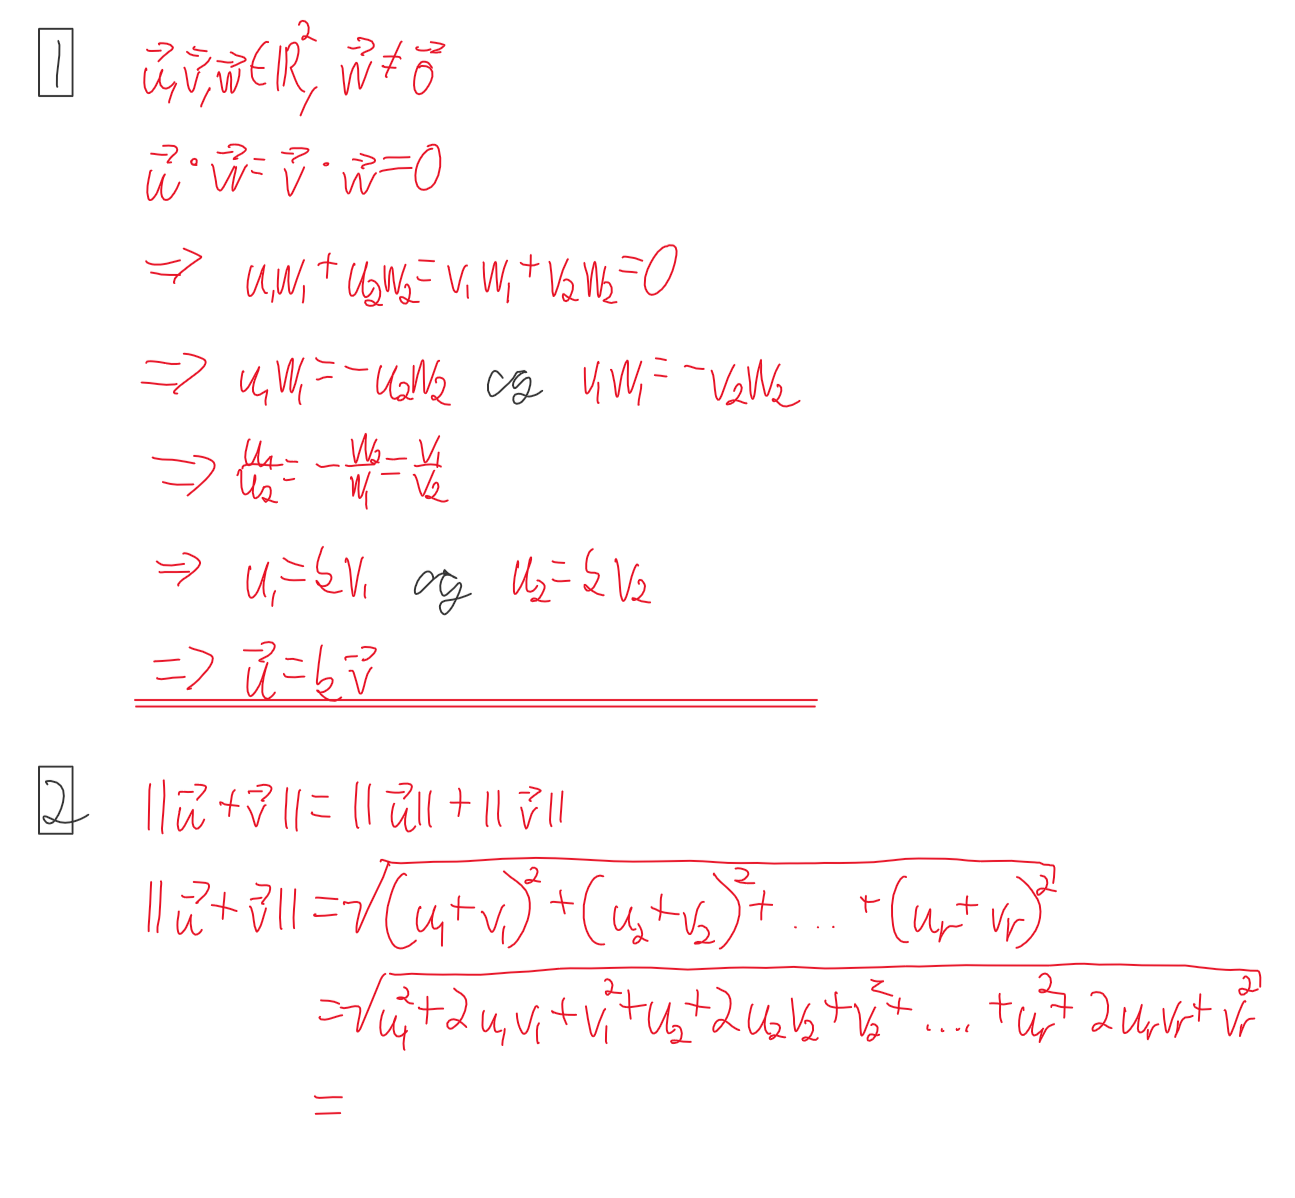 1 u⃗, v⃗, w⃗ ∈ ℝ², w⃗ ≠ 0⃗
u⃗ · w⃗ = v⃗ · w⃗ = 0
⇒ u₁w₁ + u₂w₂ = v₁w₁ + v₂w₂ = 0
⇒ u₁w₁ = -u₂w₂ og v₁w₁ = -v₂w₂
⇒ u₁/u₂ = -w₂/w₁ = v₁/v₂
⇒ u₁ = kv₁ og u₂ = kv₂
⇒ u⃗ = kv⃗
2 ||u⃗ + v⃗|| = ||u⃗|| + ||v⃗||
||u⃗ + v⃗|| = √((u₁ + v₁)² + (u₂ + v₂)² + .... + (uᵣ + vᵣ)²)
= √(u₁² + 2u₁v₁ + v₁² + u₂ + 2u₂v₂ + v₂² + ..... + uᵣ² + 2uᵣvᵣ + vᵣ²)
=